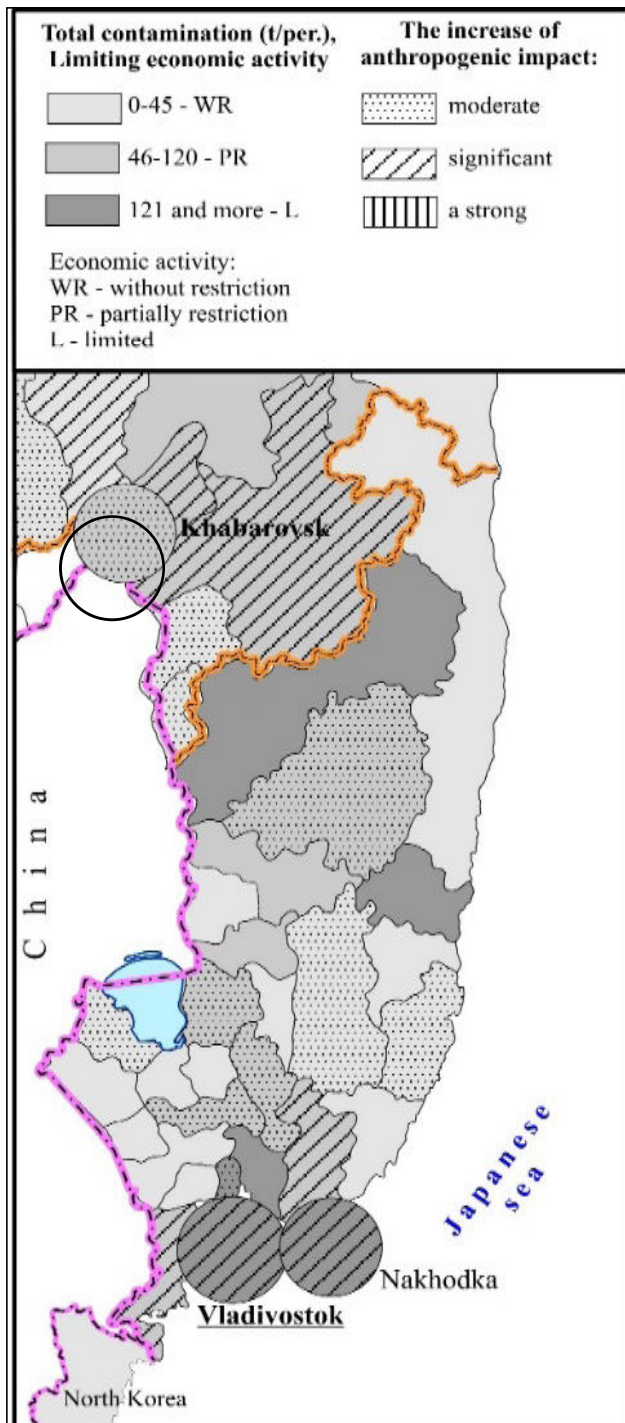 Total contamination (t/per.),
Limiting economic activity
0-45 - WR
46-120 - PR
121 and more - L
Economic activity:
WR - without restriction
PR - partially restriction
L - limited
The increase of
anthropogenic impact:
moderate
significant
a strong
Khabarovsk
China
Japanese
sea
Nakhodka
Vladivostok
North Korea